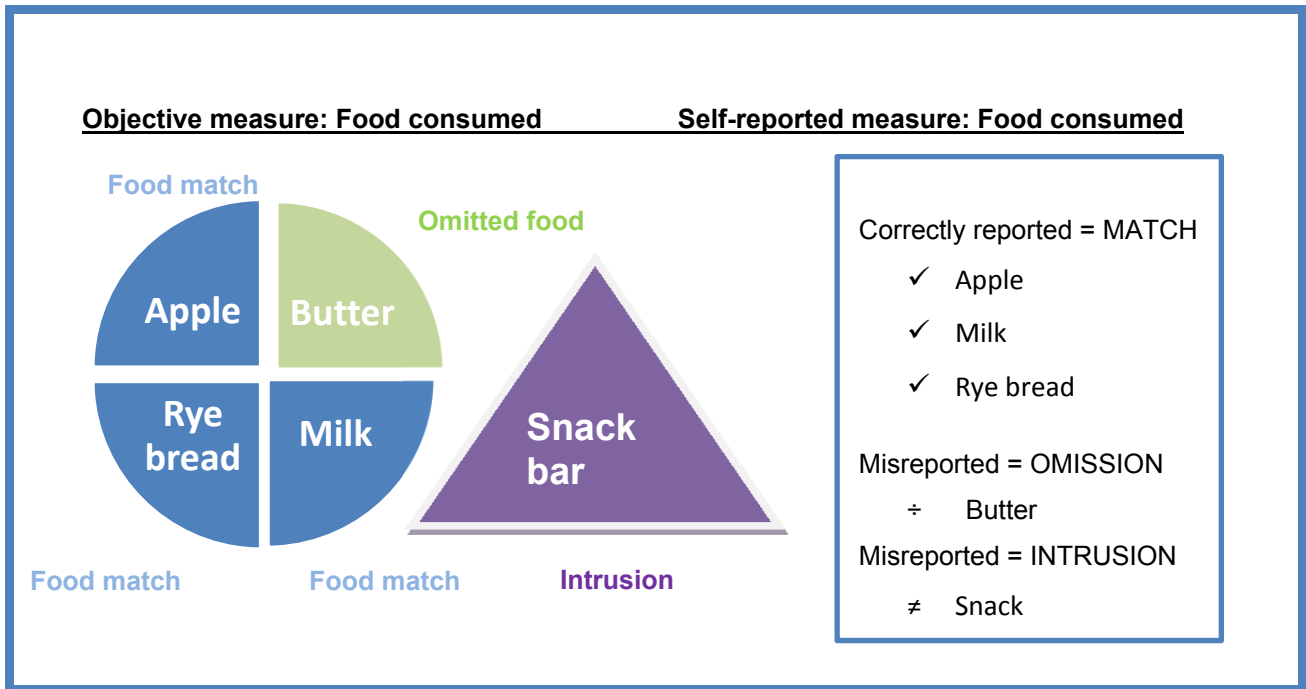 Objective measure: Food consumed Self-reported measure: Food consumed
Food match
Omitted food
Apple
Butter
Rye
bread
Milk
Snack
bar
Food match
Food match
Intrusion
Correctly reported = MATCH
✓ Apple
✓ Milk
✓ Rye bread
Misreported = OMISSION
÷ Butter
Misreported = INTRUSION
≠ Snack